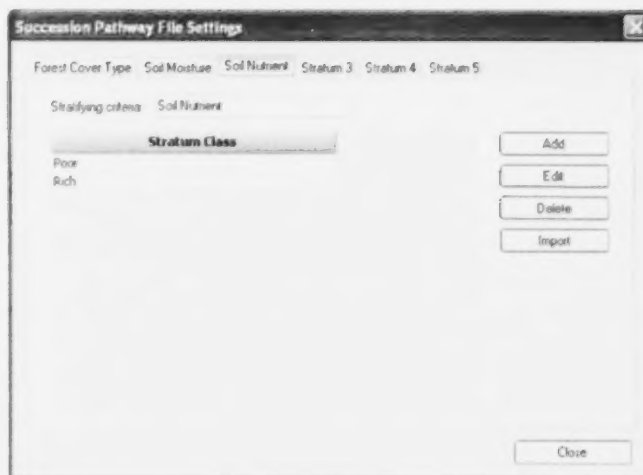 Succession Pathway File Settings
Forest Cover Type Soil Moisture Soil Nutrient Stratum 3 Stratum 4 Stratum 5
Stratifying criteria Soil Nutrient
Stratum Class
Poor
Rich
Add
Edit
Delete
Import
Close